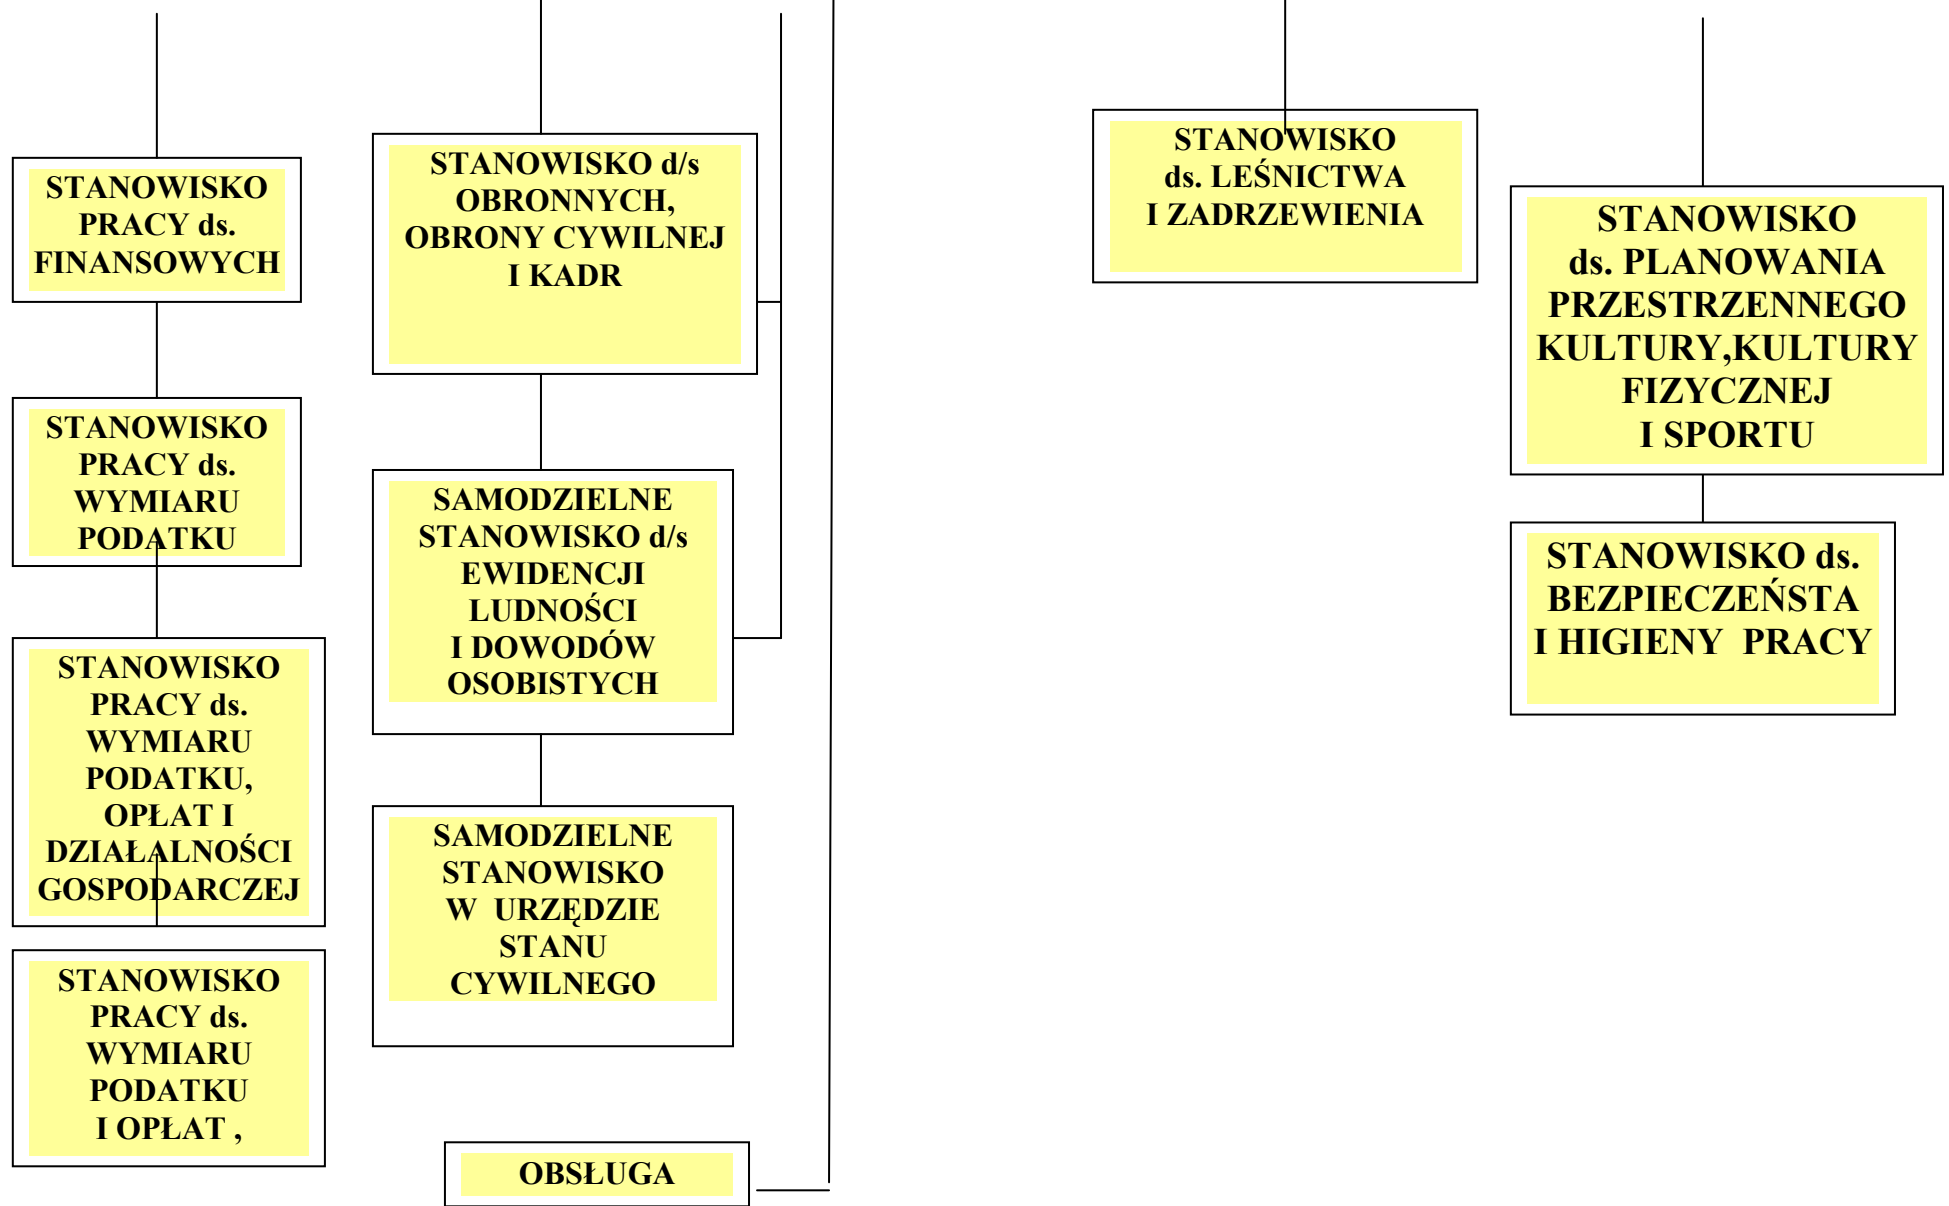 STANOWISKO
PRACY ds.
FINANSOWYCH
STANOWISKO
PRACY ds.
WYMIARU
PODATKU
STANOWISKO
PRACY ds.
WYMIARU
PODATKU,
OPŁAT I
DZIAŁALNOŚCI
GOSPODARCZEJ
STANOWISKO
PRACY ds.
WYMIARU
PODATKU
I OPŁAT ,
STANOWISKO d/s
OBRONNYCH,
OBRONY CYWILNEJ
I KADR
SAMODZIELNE
STANOWISKO d/s
EWIDENCJI
LUDNOŚCI
I DOWODÓW
OSOBISTYCH
SAMODZIELNE
STANOWISKO
W URZĘDZIE
STANU
CYWILNEGO
OBSŁUGA
STANOWISKO
ds. LEŚNICTWA
I ZADRZEWIENIA
STANOWISKO
ds. PLANOWANIA
PRZESTRZENNEGO
KULTURY,KULTURY
FIZYCZNEJ
I SPORTU
STANOWISKO ds.
BEZPIECZEŃSTA
I HIGIENY PRACY